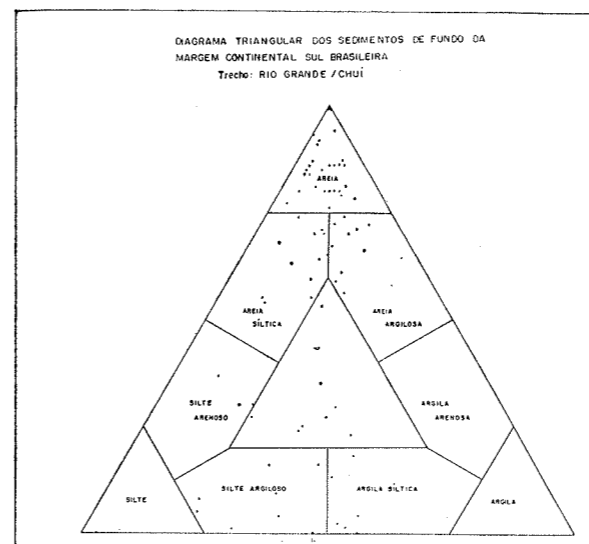 DIAGRAMA TRIANGULAR DOS SEDIMENTOS DE FUNDO DA
MARGEM CONTINENTAL SUL BRASILEIRA
Trecho: RIO GRANDE / CHUÍ
AREIA
AREIA
SÍLTICA
AREIA
ARGILOSA
SILTE
ARENOSO
ARGILA
ARENOSA
SILTE
SILTE ARGILOSO
ARGILA SÍLTICA
ARGILA